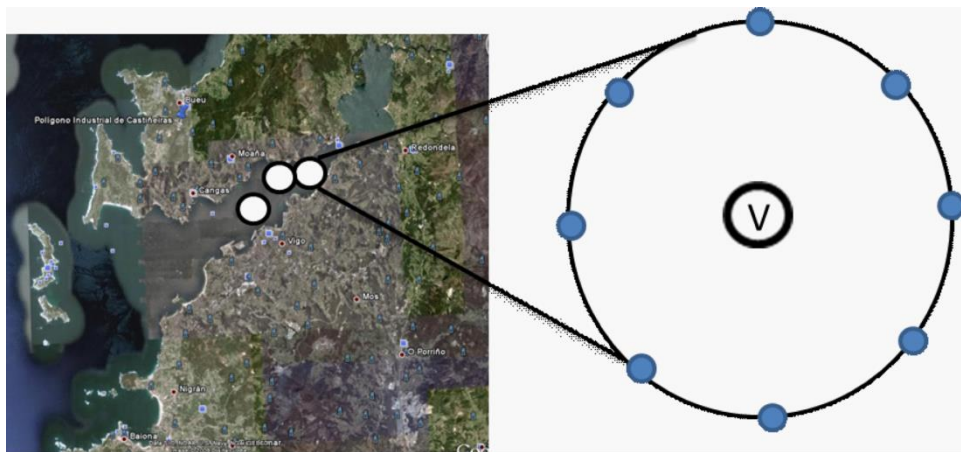 Bueu
Polígono Industrial de Castiñeiras
Moaña
Redondela
Cangas
V
Vigo
Mos
O Porriño
Nigrán
Baiona